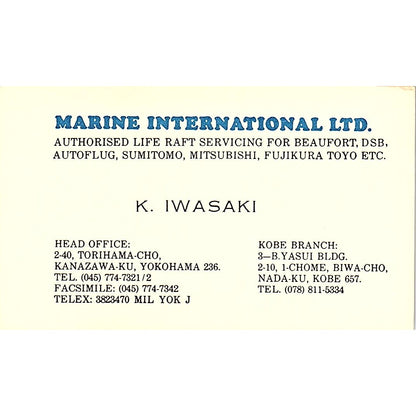 MARINE INTERNATIONAL LTD.
AUTHORISED LIFE RAFT SERVICING FOR BEAUFORT, DSB,
AUTOFLUG, SUMITOMO, MITSUBISHI, FUJIKURA TOYO ETC.
K. IWASAKI
HEAD OFFICE:
2-40, TORIHAMA-CHO,
KANAZAWA-KU, YOKOHAMA 236.
TEL. (045) 774-7321/2
FACSIMILE: (045) 774-7342
TELEX: 3823470 MIL YOK J
KOBE BRANCH:
3—B.YASUI BLDG.
2-10, 1-CHOME, BIWA-CHO,
NADA-KU, KOBE 657.
TEL. (078) 811-5334